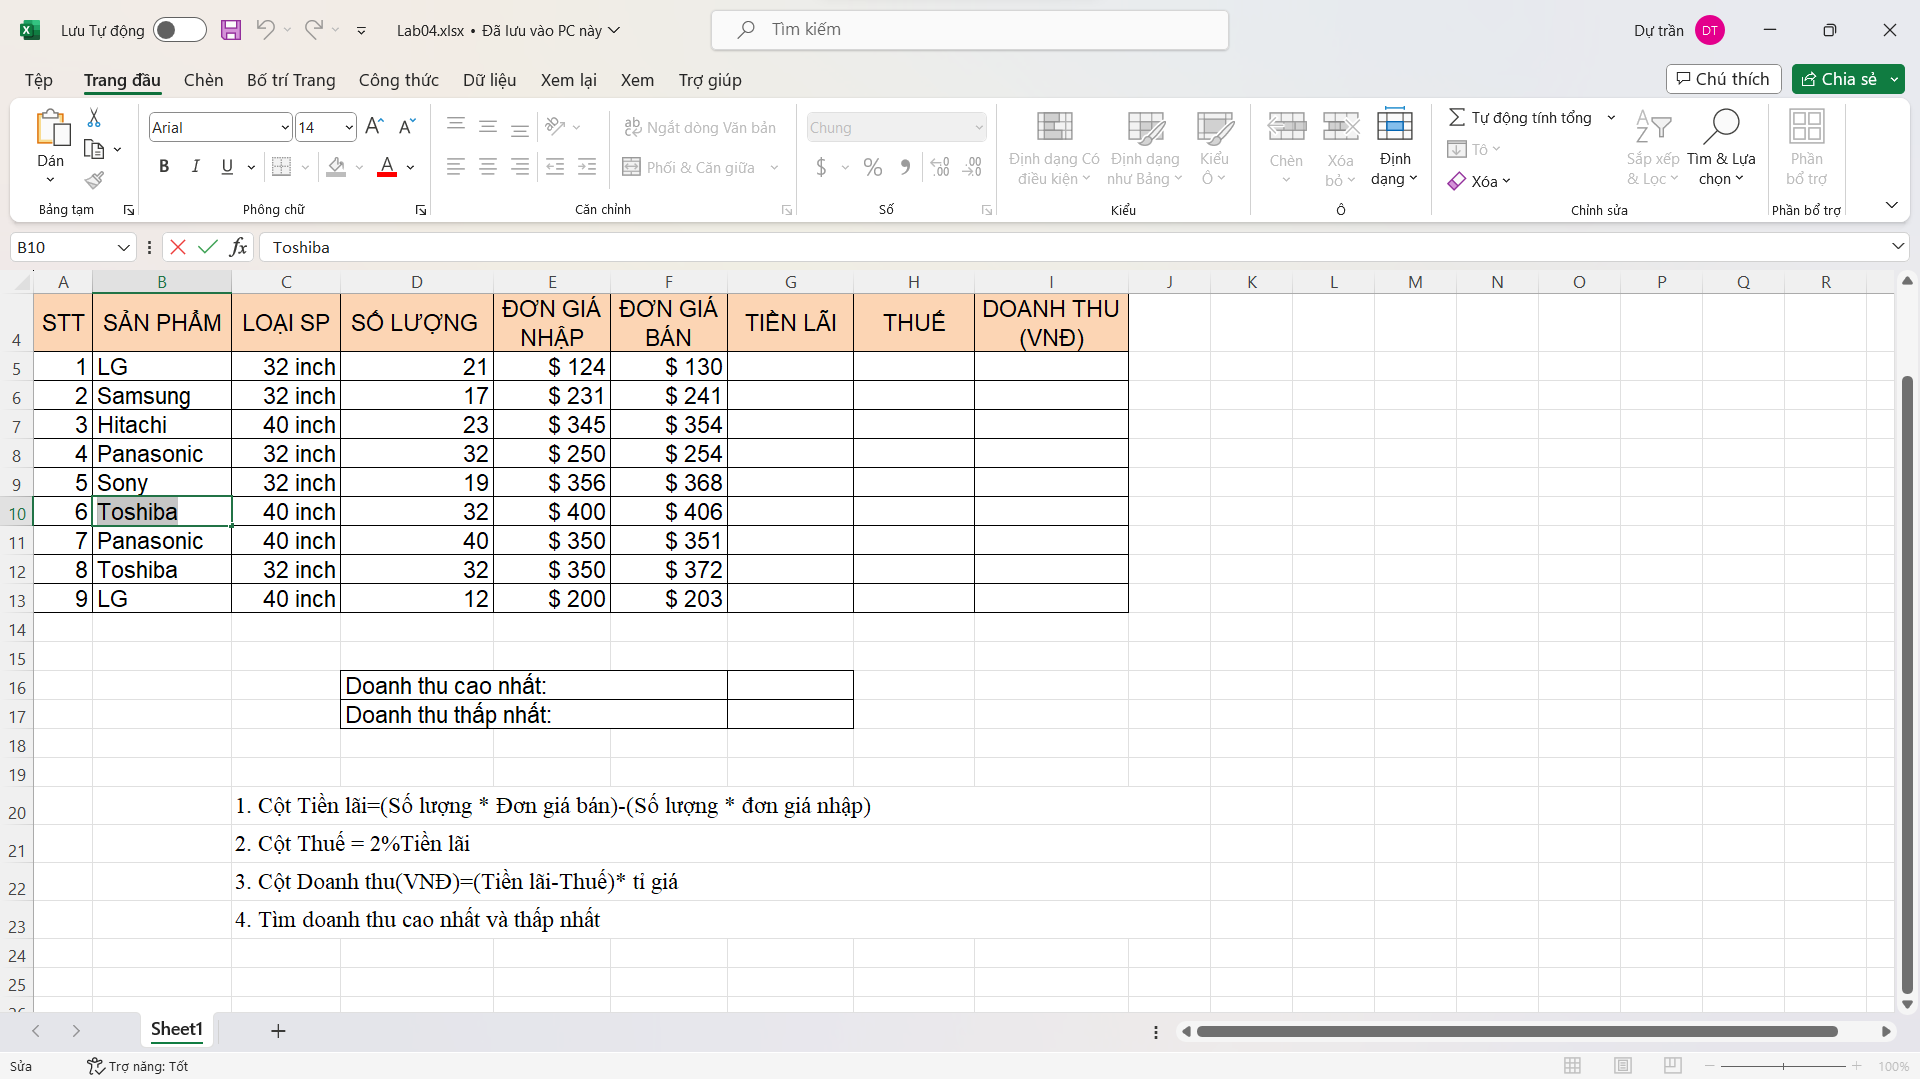 Lưu Tự động
Lab04.xlsx • Đã lưu vào PC này
Tìm kiếm
Dự trần
DT
Tệp
Trang đầu
Chèn
Bố trí Trang
Công thức
Dữ liệu
Xem lại
Xem
Trợ giúp
Chú thích
Chia sẻ
Dán
Bảng tạm
Arial
14
B I U
Phông chữ
Ngắt dòng Văn bản
Phối & Căn giữa
Căn chỉnh
Chung
$ %
Số
Định dạng Có điều kiện
Định dạng như Bảng
Kiểu Ô
Kiểu
Chèn
Xóa bỏ
Định dạng
Ô
Tự động tính tổng
Tô
Xóa
Sắp xếp & Lọc
Tìm & Lựa chọn
Chỉnh sửa
Phần bổ trợ
Phần bổ trợ
B10
fx
Toshiba
A B C D E F G H I J K L M N O P Q R
4 STT SẢN PHẨM LOẠI SP SỐ LƯỢNG ĐƠN GIÁ NHẬP ĐƠN GIÁ BÁN TIỀN LÃI THUẾ DOANH THU (VNĐ)
5 1 LG 32 inch 21 $ 124 $ 130
6 2 Samsung 32 inch 17 $ 231 $ 241
7 3 Hitachi 40 inch 23 $ 345 $ 354
8 4 Panasonic 32 inch 32 $ 250 $ 254
9 5 Sony 32 inch 19 $ 356 $ 368
10 6 Toshiba 40 inch 32 $ 400 $ 406
11 7 Panasonic 40 inch 40 $ 350 $ 351
12 8 Toshiba 32 inch 32 $ 350 $ 372
13 9 LG 40 inch 12 $ 200 $ 203
14
15
16 Doanh thu cao nhất:
17 Doanh thu thấp nhất:
18
19
20 1. Cột Tiền lãi=(Số lượng * Đơn giá bán)-(Số lượng * đơn giá nhập)
21 2. Cột Thuế = 2%Tiền lãi
22 3. Cột Doanh thu(VNĐ)=(Tiền lãi-Thuế)* tỉ giá
23 4. Tìm doanh thu cao nhất và thấp nhất
24
25
Sheet1
Sửa
Trợ năng: Tốt
100%